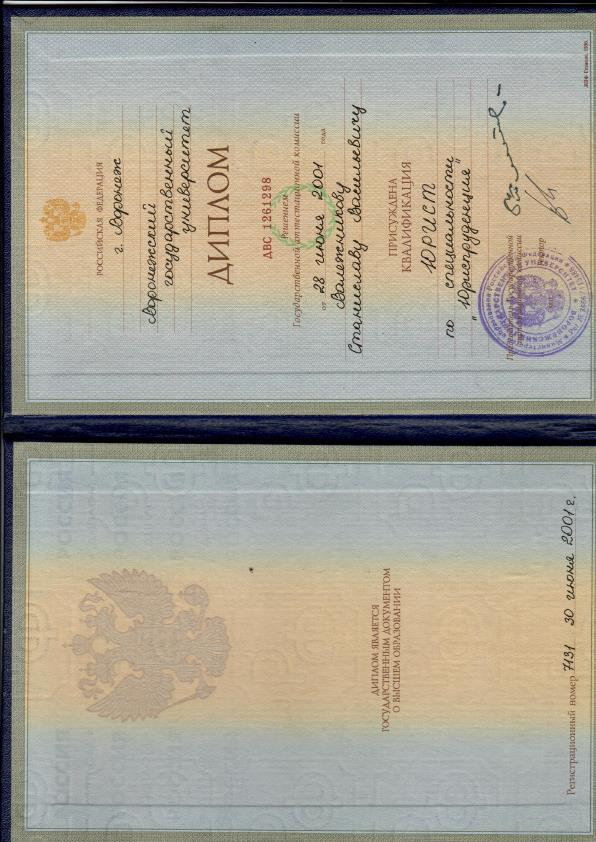 ДИПЛОМ ЯВЛЯЕТСЯ
ГОСУДАРСТВЕННЫМ ДОКУМЕНТОМ
О ВЫСШЕМ ОБРАЗОВАНИИ
Регистрационный номер 7131 30 июня 2001 г.
РОССИЙСКАЯ ФЕДЕРАЦИЯ
г. Воронеж
Воронежский
государственный
университет
ДИПЛОМ
АВС 1261298
Решением
Государственной аттестационной комиссии
от 28 июня 2001 года
Валежникову
Станиславу Васильевичу
ПРИСУЖДЕНА
КВАЛИФИКАЦИЯ
ЮРИСТ
по специальности
"Юриспруденция"
Ректор